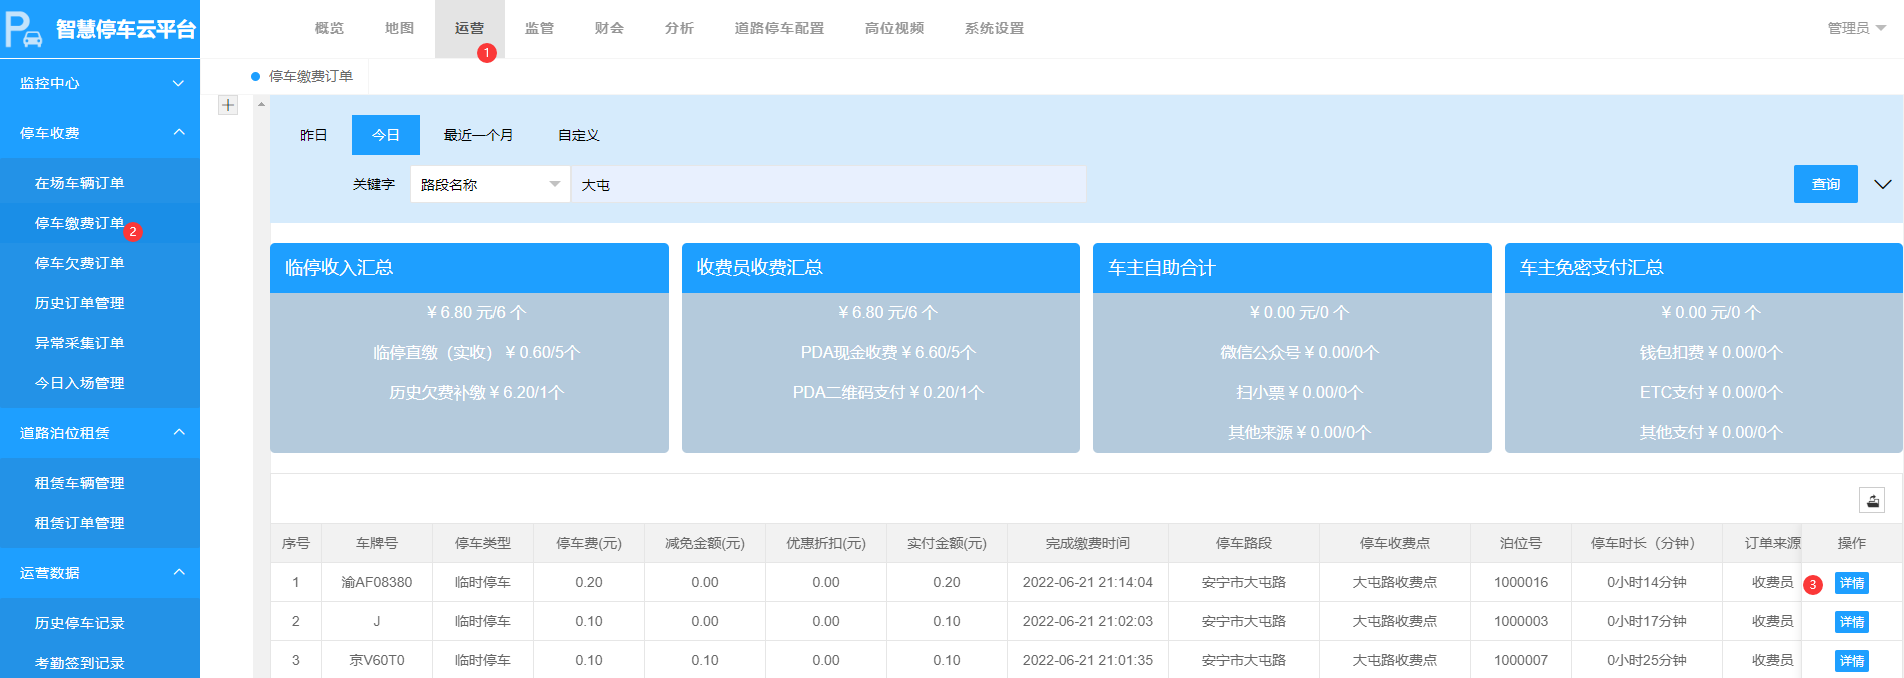 智慧停车云平台
概览 地图 运营 监管 财会 分析 道路停车配置 高位视频 系统设置 管理员
1
监控中心
停车收费
在场车辆订单
停车缴费订单
2
停车欠费订单
历史订单管理
异常采集订单
今日入场管理
道路泊位租赁
租赁车辆管理
租赁订单管理
运营数据
历史停车记录
考勤签到记录
停车缴费订单
昨日 今日 最近一个月 自定义
关键字 路段名称 大屯 查询
临停收入汇总
¥ 6.80 元/6 个
临停直缴（实收） ¥ 0.60/5个
历史欠费补缴 ¥ 6.20/1个
收费员收费汇总
¥ 6.80 元/6 个
PDA现金收费 ¥ 6.60/5个
PDA二维码支付 ¥ 0.20/1个
车主自助合计
¥ 0.00 元/0 个
微信公众号 ¥ 0.00/0个
扫小票 ¥ 0.00/0个
其他来源 ¥ 0.00/0个
车主免密支付汇总
¥ 0.00 元/0 个
钱包扣费 ¥ 0.00/0个
ETC支付 ¥ 0.00/0个
其他支付 ¥ 0.00/0个
序号 车牌号 停车类型 停车费(元) 减免金额(元) 优惠折扣(元) 实付金额(元) 完成缴费时间 停车路段 停车收费点 泊位号 停车时长（分钟） 订单来源 操作
1 渝AF08380 临时停车 0.20 0.00 0.00 0.20 2022-06-21 21:14:04 安宁市大屯路 大屯路收费点 1000016 0小时14分钟 收费员 3 详情
2 J 临时停车 0.10 0.00 0.00 0.10 2022-06-21 21:02:03 安宁市大屯路 大屯路收费点 1000003 0小时17分钟 收费员 详情
3 京V60T0 临时停车 0.10 0.10 0.00 0.10 2022-06-21 21:01:35 安宁市大屯路 大屯路收费点 1000007 0小时25分钟 收费员 详情